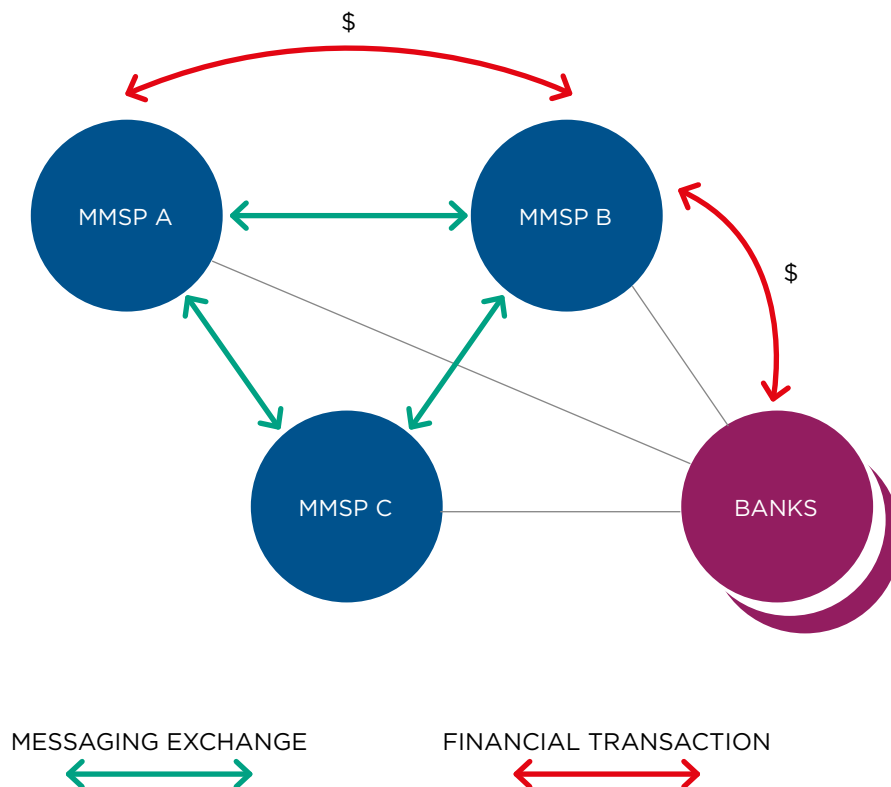 $
MMSP A
MMSP B
$
MMSP C
BANKS
MESSAGING EXCHANGE
FINANCIAL TRANSACTION